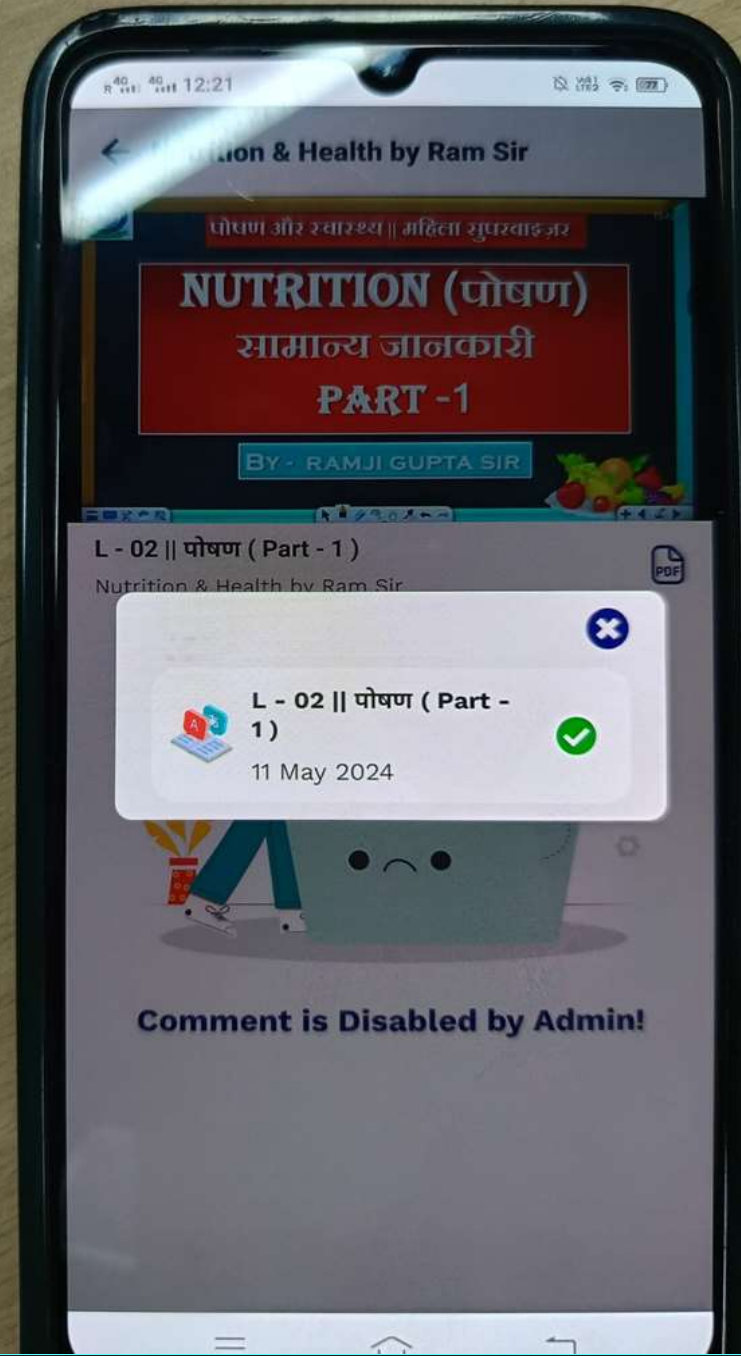 12:21
& Health by Ram Sir
पोषण और स्वास्थ्य || महिला सुपरवाइज़र
NUTRITION (पोषण)
सामान्य जानकारी
PART -1
BY - RAMJI GUPTA SIR
L - 02 || पोषण ( Part - 1 )
PDF
Nutrition & Health by Ram Sir
L - 02 || पोषण ( Part -
1 )
11 May 2024
Comment is Disabled by Admin!